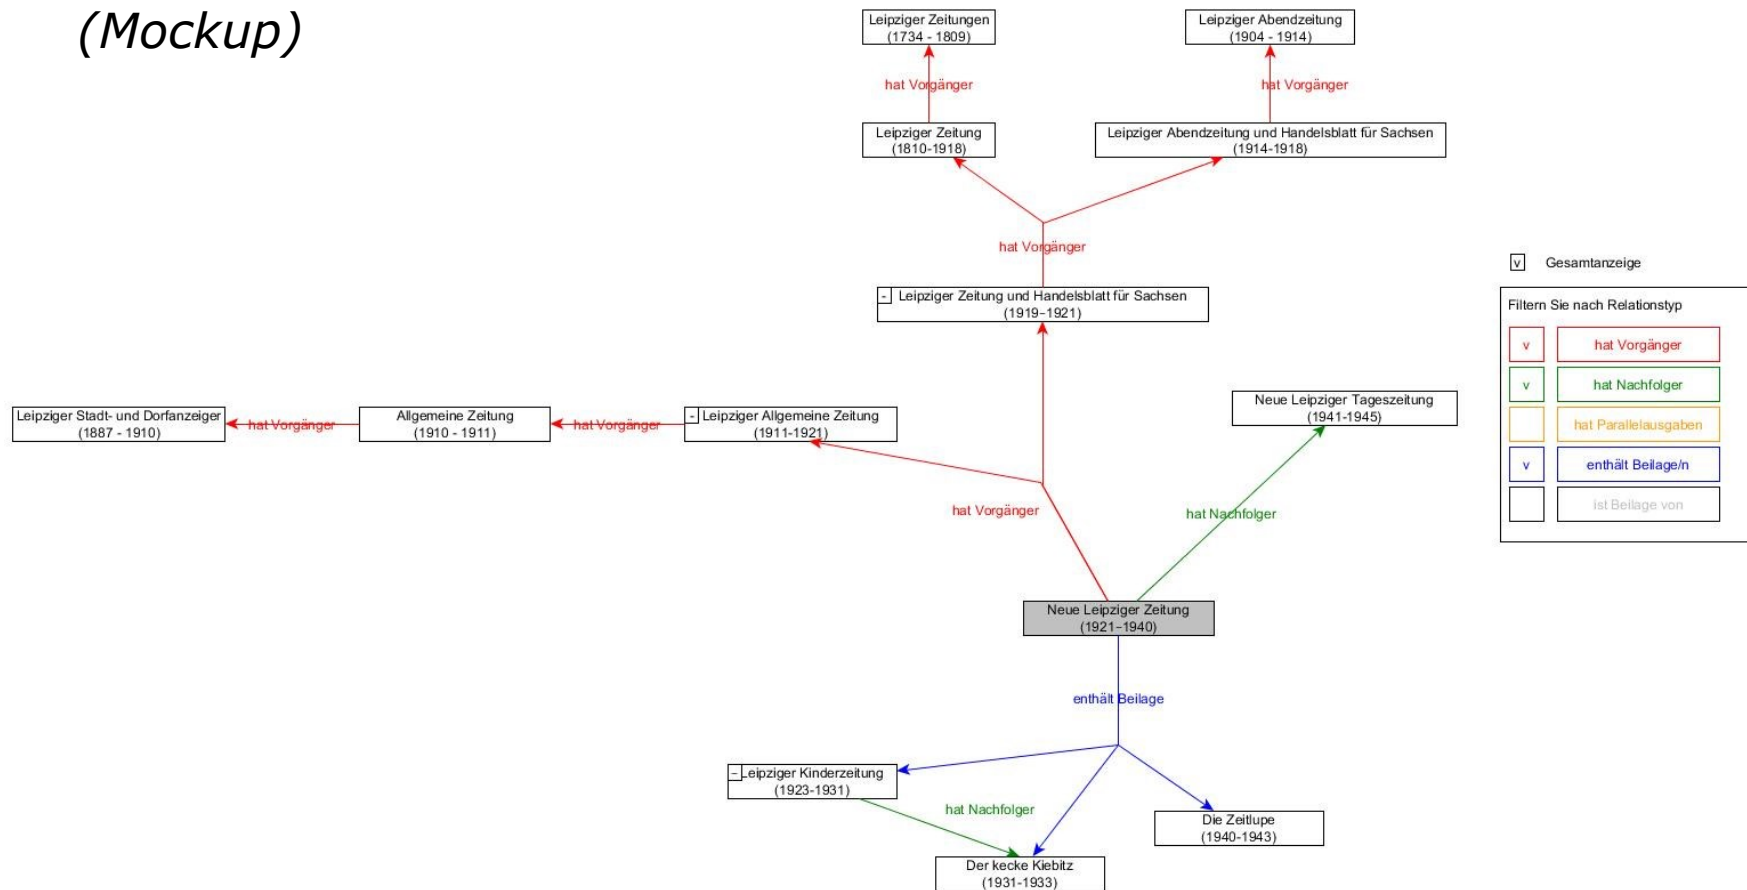 (Mockup)
Leipziger Zeitungen
(1734 - 1809)
Leipziger Abendzeitung
(1904 - 1914)
hat Vorgänger
hat Vorgänger
Leipziger Zeitung
(1810-1918)
Leipziger Abendzeitung und Handelsblatt für Sachsen
(1914-1918)
hat Vorgänger
- Leipziger Zeitung und Handelsblatt für Sachsen
(1919-1921)
v Gesamtanzeige
Filtern Sie nach Relationstyp
v hat Vorgänger
v hat Nachfolger
hat Parallelausgaben
v enthält Beilage/n
ist Beilage von
Leipziger Stadt- und Dorfanzeiger
(1887 - 1910)
hat Vorgänger
Allgemeine Zeitung
(1910 - 1911)
hat Vorgänger
- Leipziger Allgemeine Zeitung
(1911-1921)
Neue Leipziger Tageszeitung
(1941-1945)
hat Vorgänger
hat Nachfolger
Neue Leipziger Zeitung
(1921-1940)
enthält Beilage
- Leipziger Kinderzeitung
(1923-1931)
hat Nachfolger
Die Zeitlupe
(1940-1943)
Der kecke Kiebitz
(1931-1933)